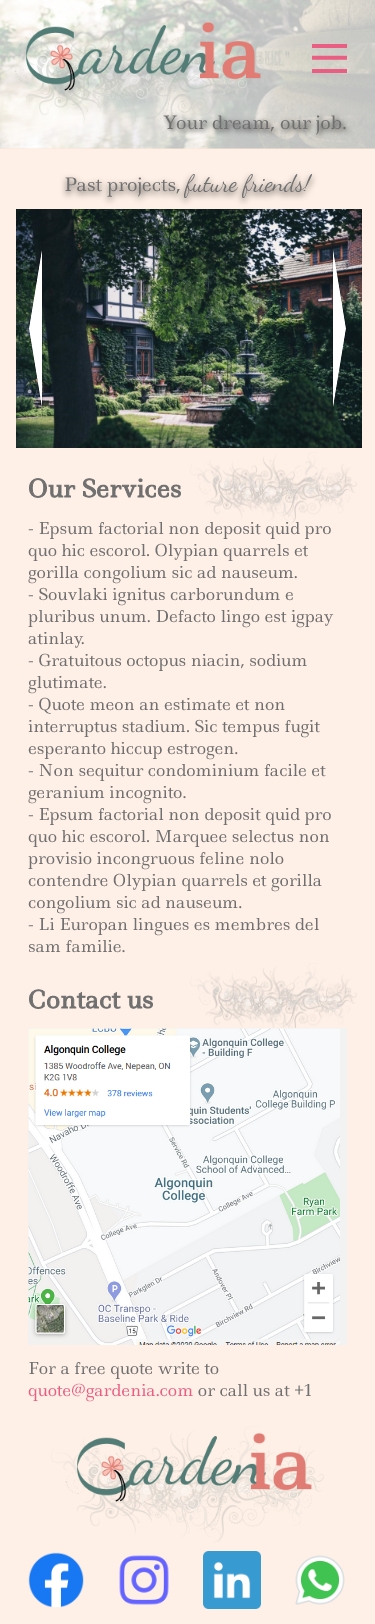 Gardenia
Your dream, our job.
Past projects, future friends!
Our Services
- Epsum factorial non deposit quid pro
quo hic escorol. Olypian quarrels et
gorilla congolium sic ad nauseum.
- Souvlaki ignitus carborundum e
pluribus unum. Defacto lingo est igpay
atinlay.
- Gratuitous octopus niacin, sodium
glutimate.
- Quote meon an estimate et non
interruptus stadium. Sic tempus fugit
esperanto hiccup estrogen.
- Non sequitur condominium facile et
geranium incognito.
- Epsum factorial non deposit quid pro
quo hic escorol. Marquee selectus non
provisio incongruous feline nolo
contendre Olypian quarrels et gorilla
congolium sic ad nauseum.
- Li Europan lingues es membres del
sam familie.
Contact us
Algonquin College
1385 Woodroffe Ave, Nepean, ON
K2G 1V8
4.0 378 reviews
View larger map
Algonquin College
- Building F
Algonquin
College Building P
quin Students'
ssociation
Navaho
Woodroffe Ave
Service Rd
Algonquin College
School of Advanced...
Algonquin
College
College Ave
College Ave
Ryan
Farm Park
Offences
es
rk
P
Parkglen Dr
Andover Pl
Birchview
Birchview Rd
OC Transpo -
Baseline Park & Ride
15
Google
Map data ©2020 Google Terms of Use Report a map error
For a free quote write to
quote@gardenia.com or call us at +1
Gardenia
in